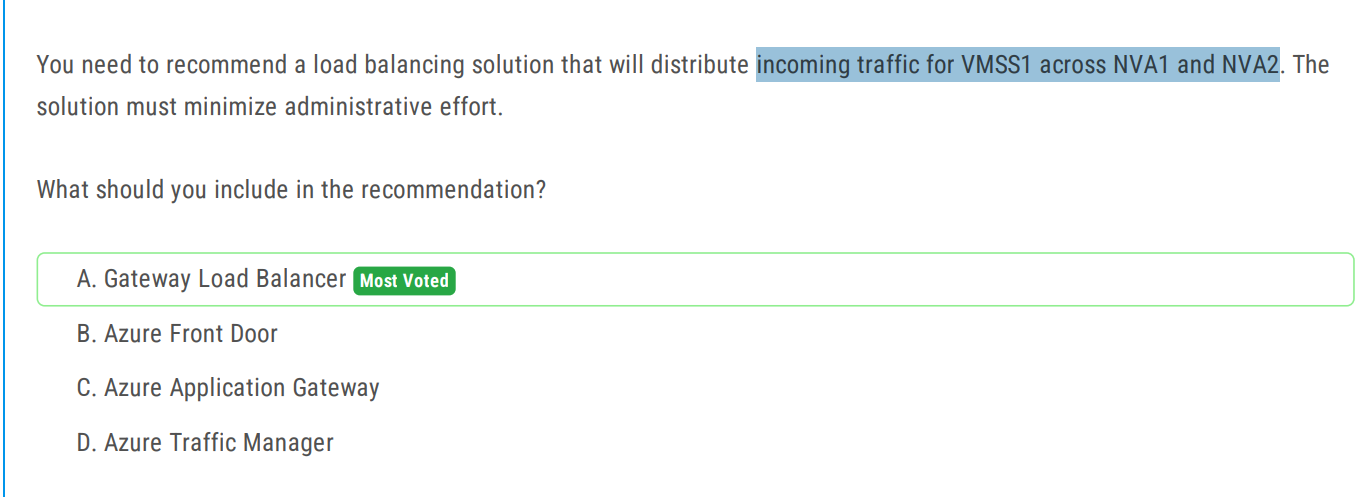 You need to recommend a load balancing solution that will distribute incoming traffic for VMSS1 across NVA1 and NVA2. The
solution must minimize administrative effort.
What should you include in the recommendation?
A. Gateway Load Balancer Most Voted
B. Azure Front Door
C. Azure Application Gateway
D. Azure Traffic Manager